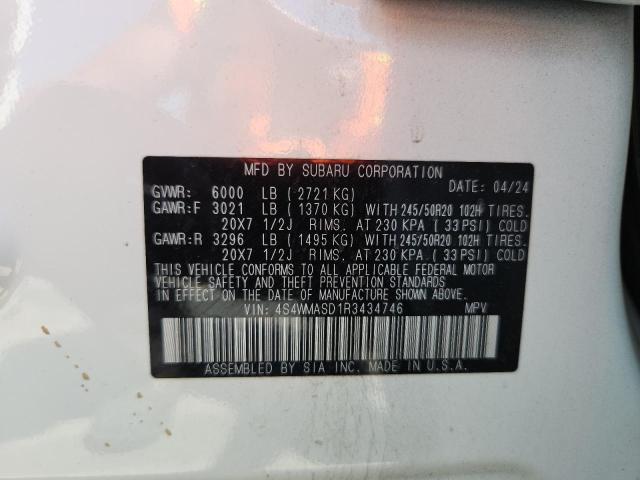 MFD BY SUBARU CORPORATION
DATE: 04/24
GVWR: 6000 LB ( 2721 KG)
GAWR:F 3021 LB ( 1370 KG) WITH 245/50R20 102H TIRES.
20X7 1/2J RIMS. AT 230 KPA ( 33 PSI) COLD
GAWR:R 3296 LB ( 1495 KG) WITH 245/50R20 102H TIRES.
20X7 1/2J RIMS. AT 230 KPA ( 33 PSI) COLD
THIS VEHICLE CONFORMS TO ALL APPLICABLE FEDERAL MOTOR
VEHICLE SAFETY AND THEFT PREVENTION STANDARDS
IN EFFECT ON THE DATE OF MANUFACTURE SHOWN ABOVE.
VIN: 4S4WMASD1R3434746 MPV
ASSEMBLED BY SIA INC. MADE IN U.S.A.